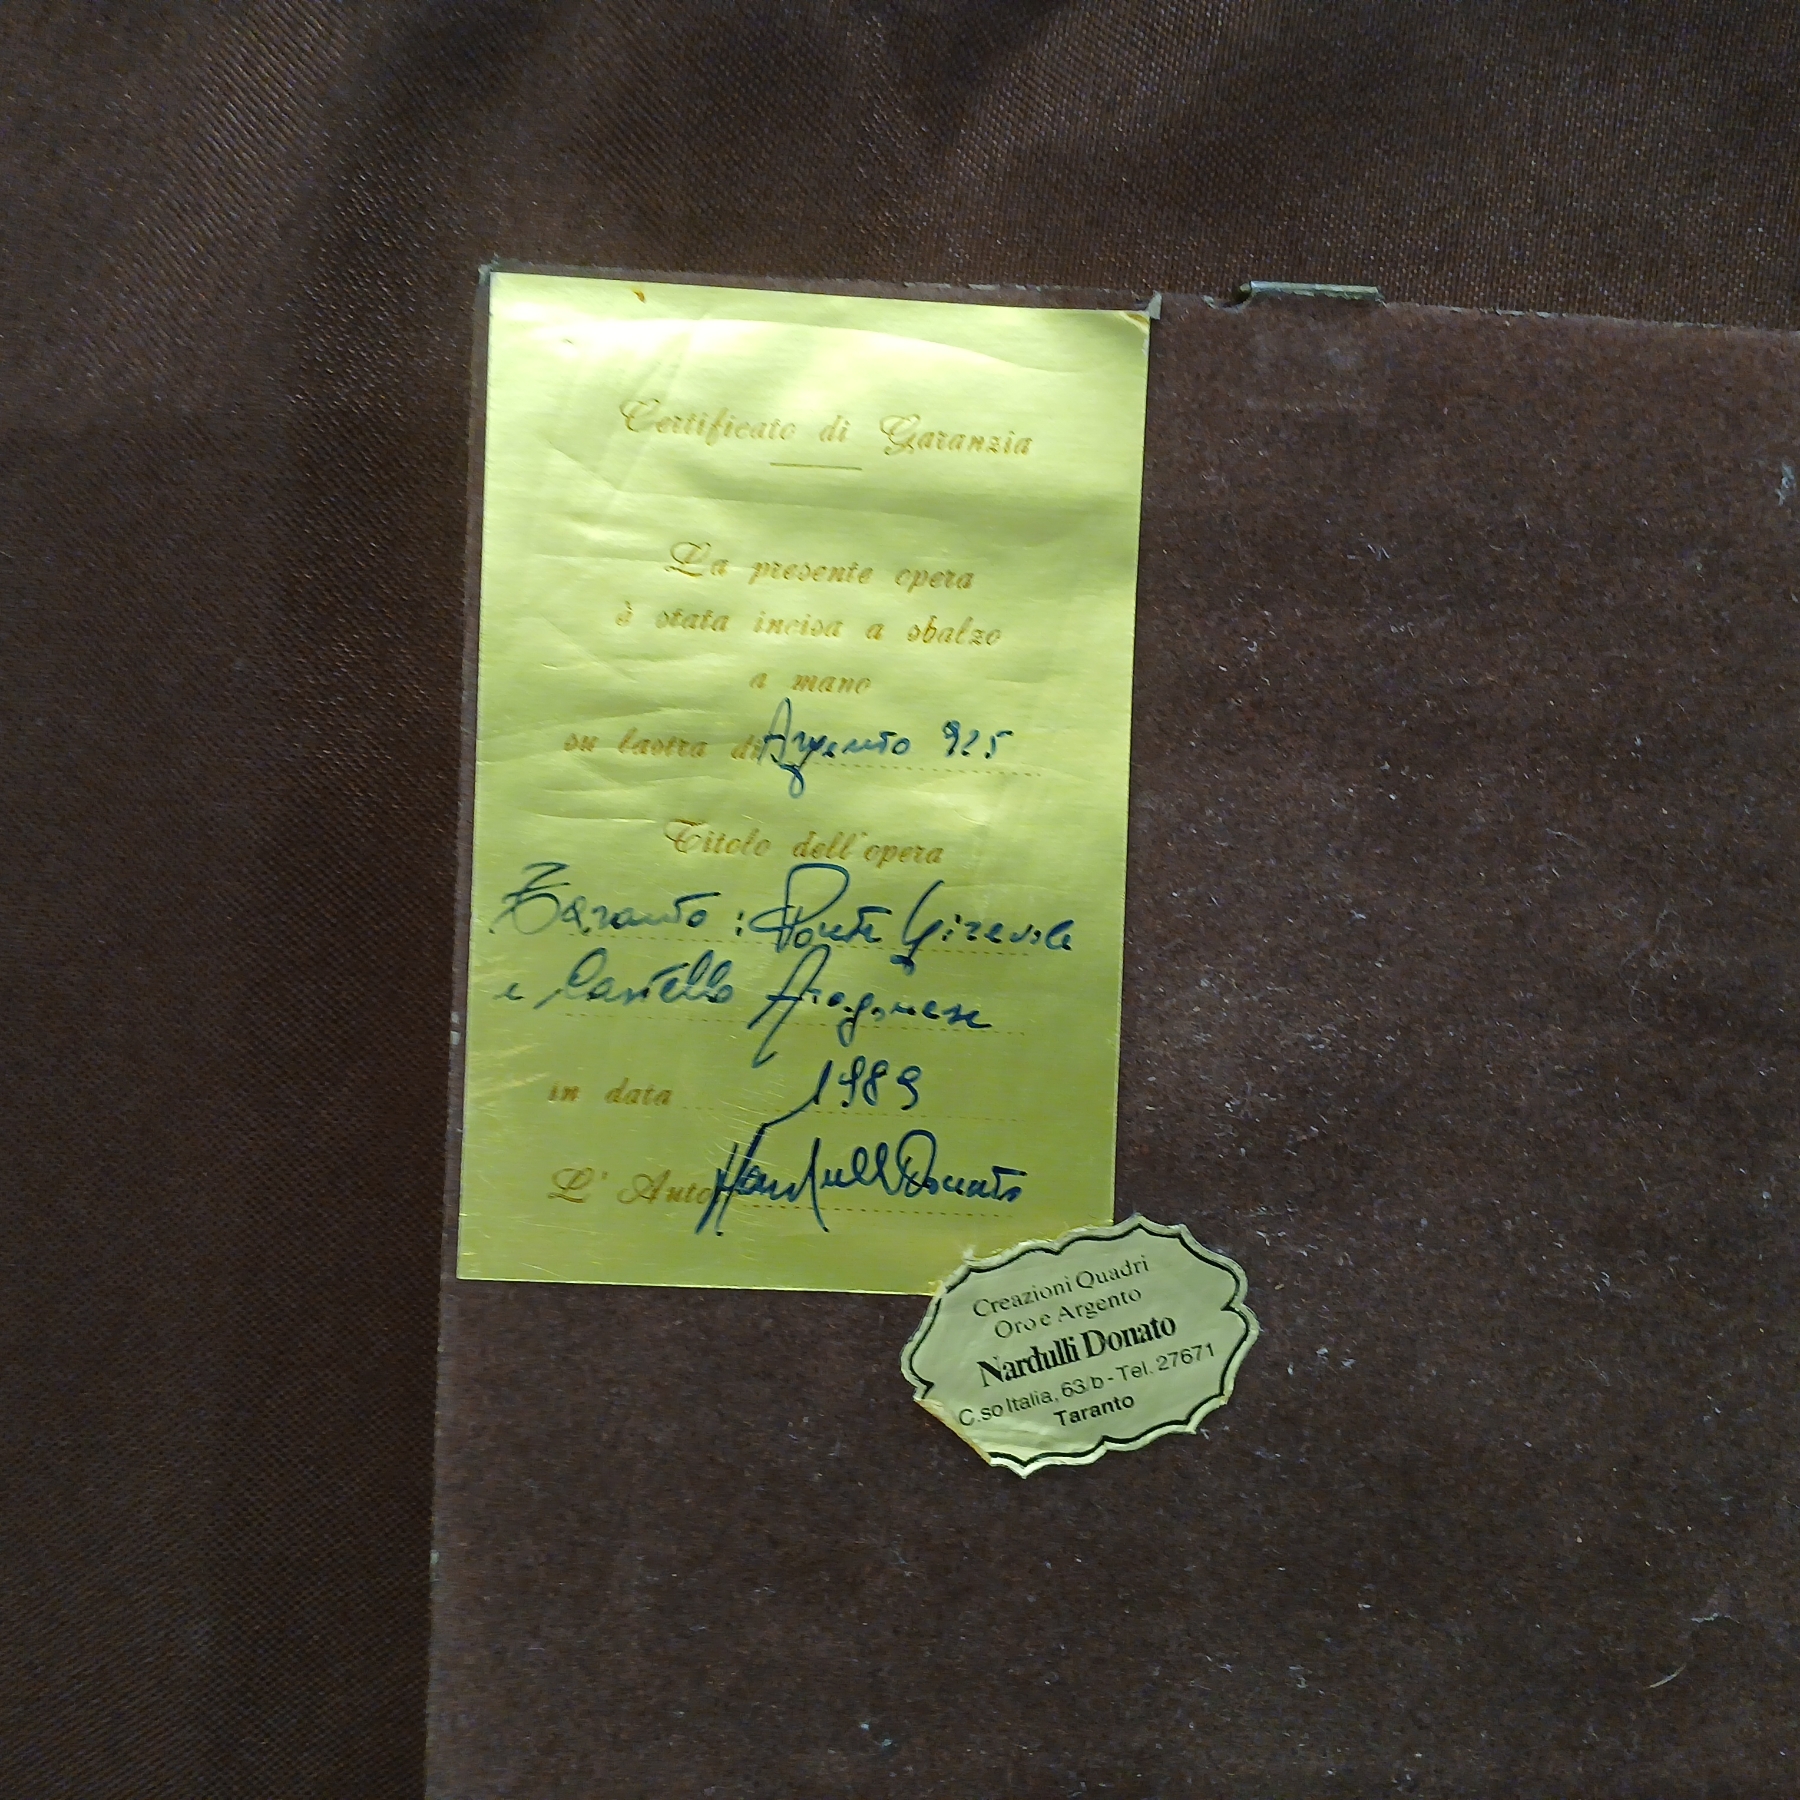 Certificato di Garanzia
La presente opera
è stata incisa a sbalzo
a mano
su lastra di Argento 925
Titolo dell'opera
Taranto: Ponte Girevole
e Castello Aragonese
in data 1989
L' Autore Nardulli Donato
Creazioni Quadri
Oro e Argento
Nardulli Donato
C.so Italia, 63/b - Tel. 27671
Taranto